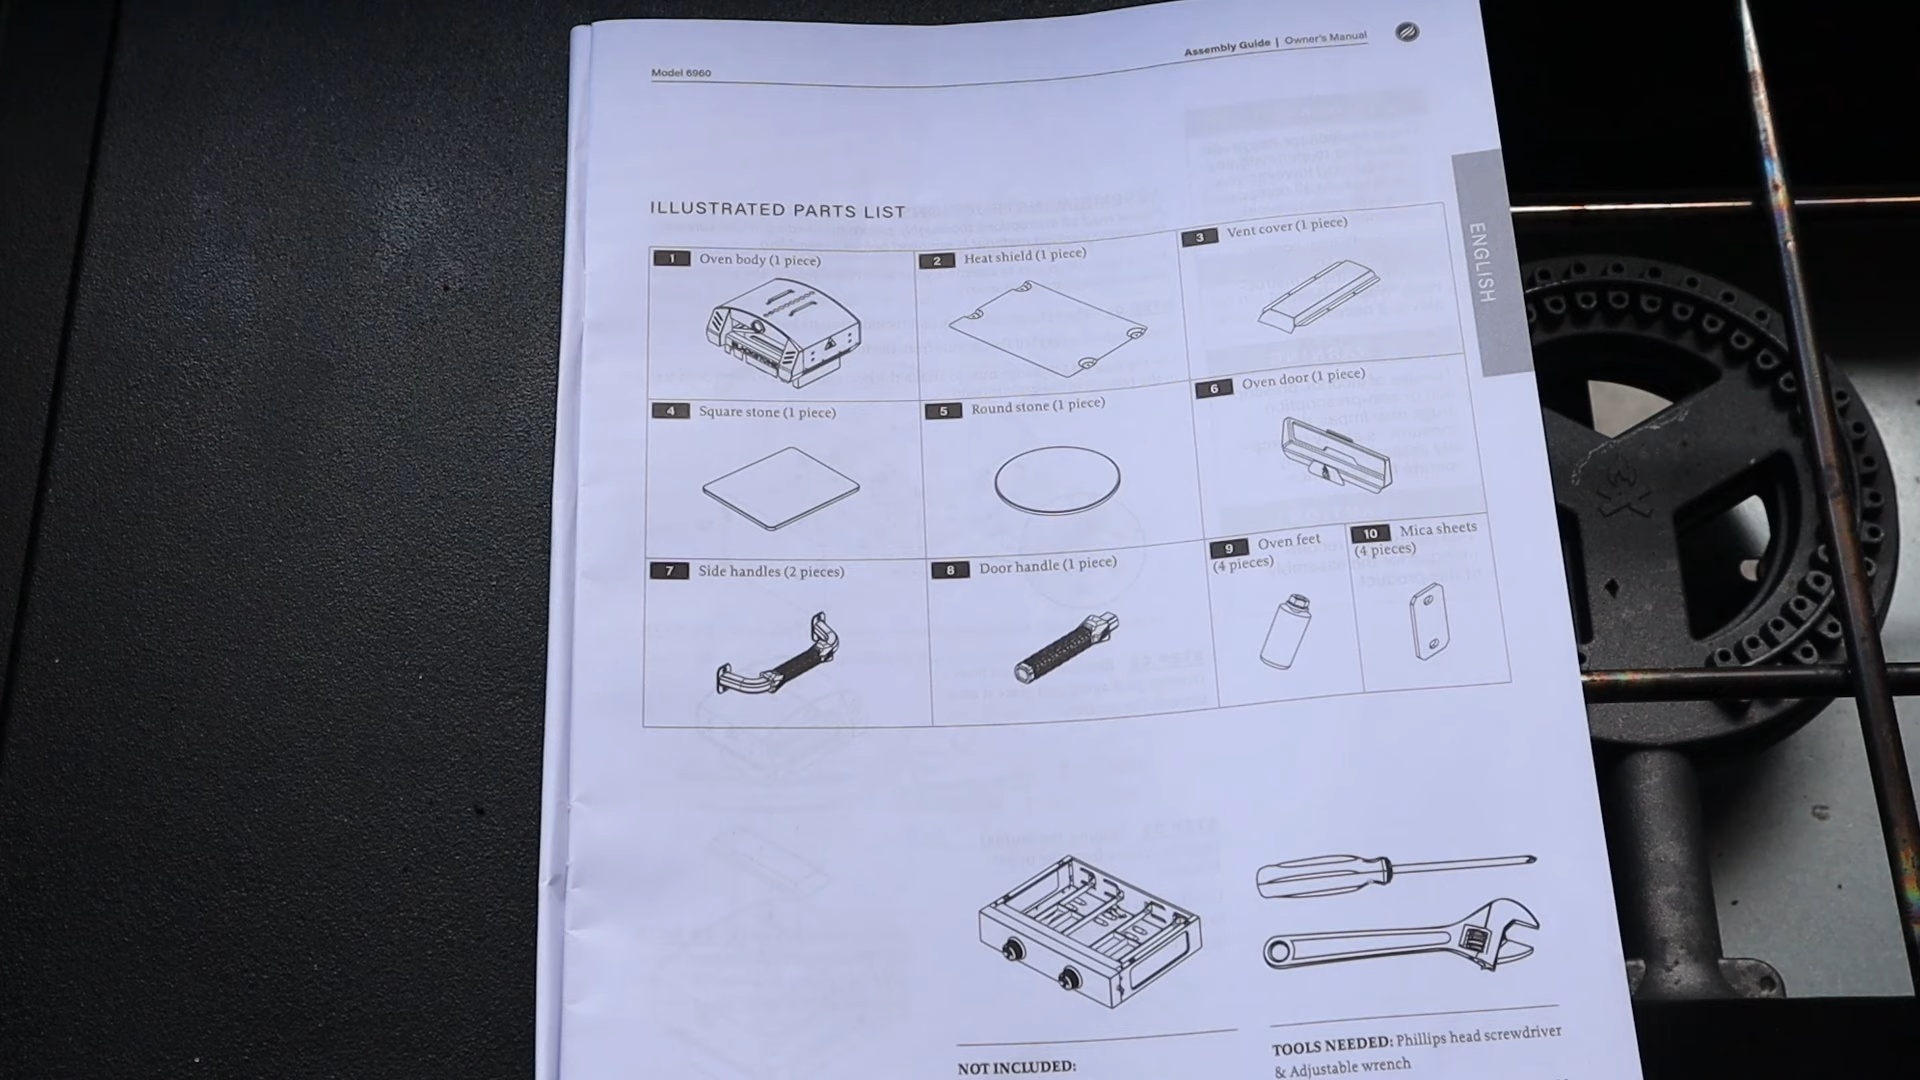 Model 6960
Assembly Guide | Owner's Manual
ENGLISH
ILLUSTRATED PARTS LIST
1 Oven body (1 piece)
2 Heat shield (1 piece)
3 Vent cover (1 piece)
BLACKSTONE
4 Square stone (1 piece)
5 Round stone (1 piece)
6 Oven door (1 piece)
7 Side handles (2 pieces)
8 Door handle (1 piece)
9 Oven feet
(4 pieces)
10 Mica sheets
(4 pieces)
NOT INCLUDED:
TOOLS NEEDED: Phillips head screwdriver
& Adjustable wrench